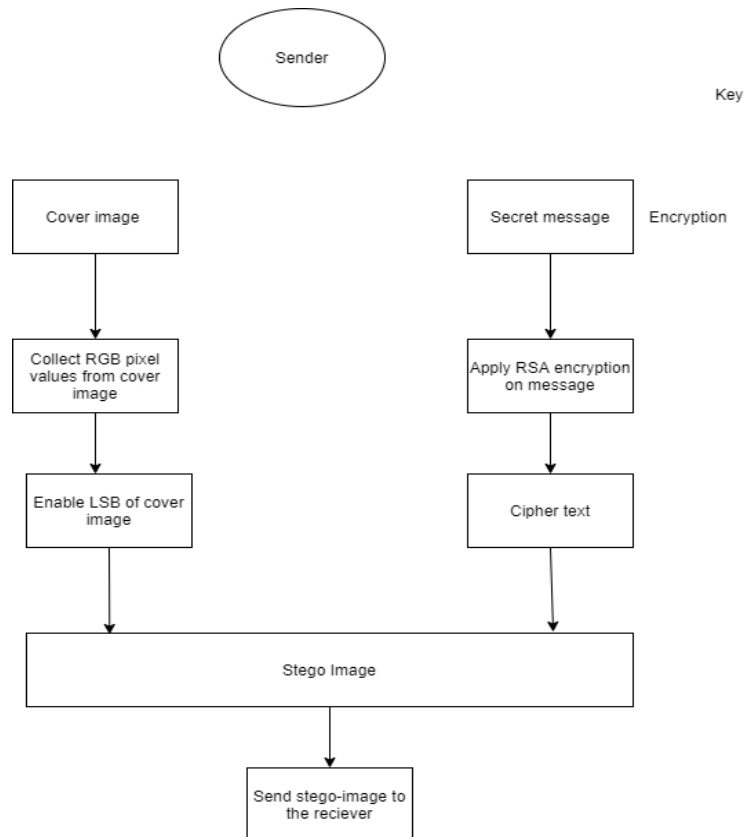 Sender
Key
Cover image
Secret message
Encryption
Collect RGB pixel
values from cover
image
Apply RSA encryption
on message
Enable LSB of cover
image
Cipher text
Stego Image
Send stego-image to
the reciever